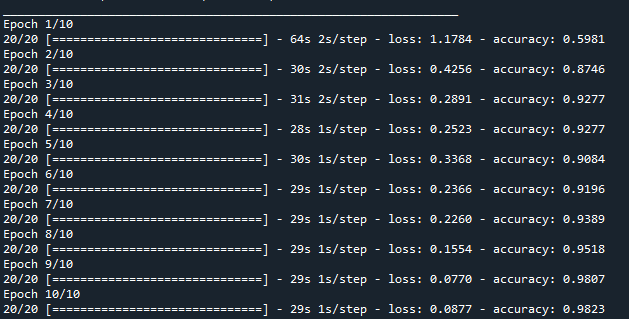 Epoch 1/10
20/20 [==============================] - 64s 2s/step - loss: 1.1784 - accuracy: 0.5981
Epoch 2/10
20/20 [==============================] - 30s 2s/step - loss: 0.4256 - accuracy: 0.8746
Epoch 3/10
20/20 [==============================] - 31s 2s/step - loss: 0.2891 - accuracy: 0.9277
Epoch 4/10
20/20 [==============================] - 28s 1s/step - loss: 0.2523 - accuracy: 0.9277
Epoch 5/10
20/20 [==============================] - 30s 1s/step - loss: 0.3368 - accuracy: 0.9084
Epoch 6/10
20/20 [==============================] - 29s 1s/step - loss: 0.2366 - accuracy: 0.9196
Epoch 7/10
20/20 [==============================] - 29s 1s/step - loss: 0.2260 - accuracy: 0.9389
Epoch 8/10
20/20 [==============================] - 29s 1s/step - loss: 0.1554 - accuracy: 0.9518
Epoch 9/10
20/20 [==============================] - 29s 1s/step - loss: 0.0770 - accuracy: 0.9807
Epoch 10/10
20/20 [==============================] - 29s 1s/step - loss: 0.0877 - accuracy: 0.9823